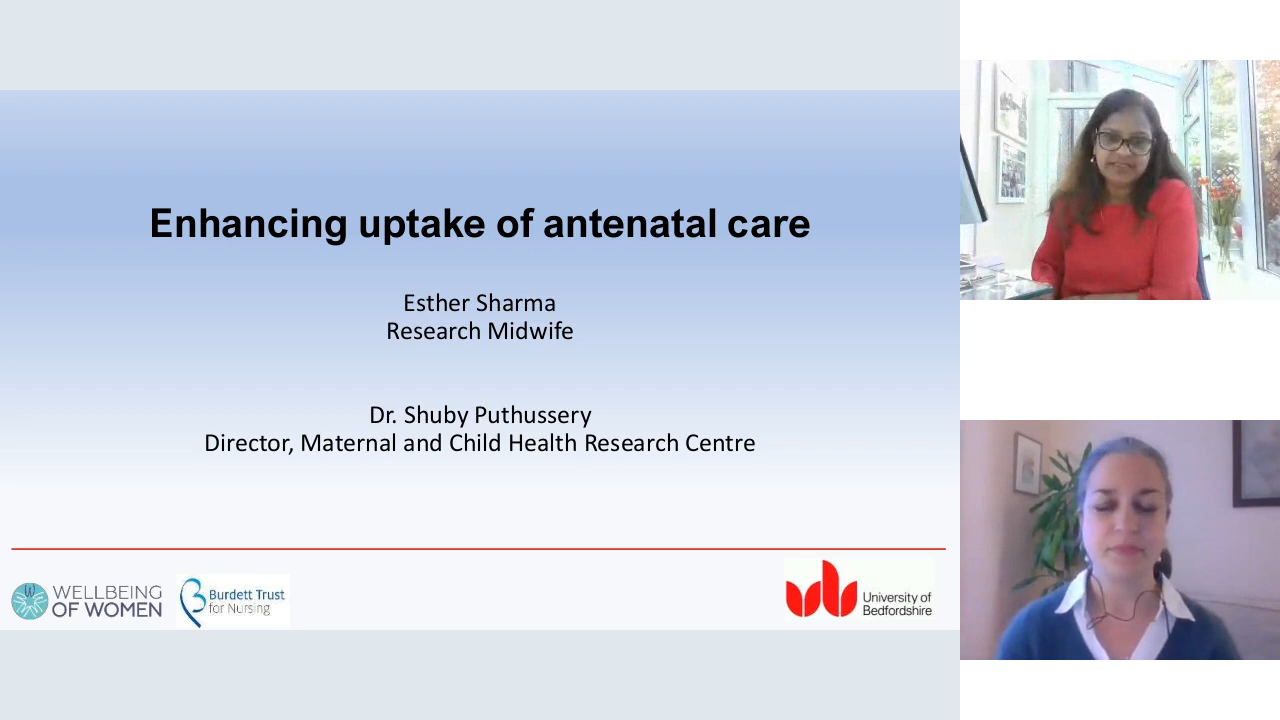 Enhancing uptake of antenatal care
Esther Sharma
Research Midwife
Dr. Shuby Puthussery
Director, Maternal and Child Health Research Centre
WELLBEING
OF WOMEN
Burdett Trust
for Nursing
University of
Bedfordshire